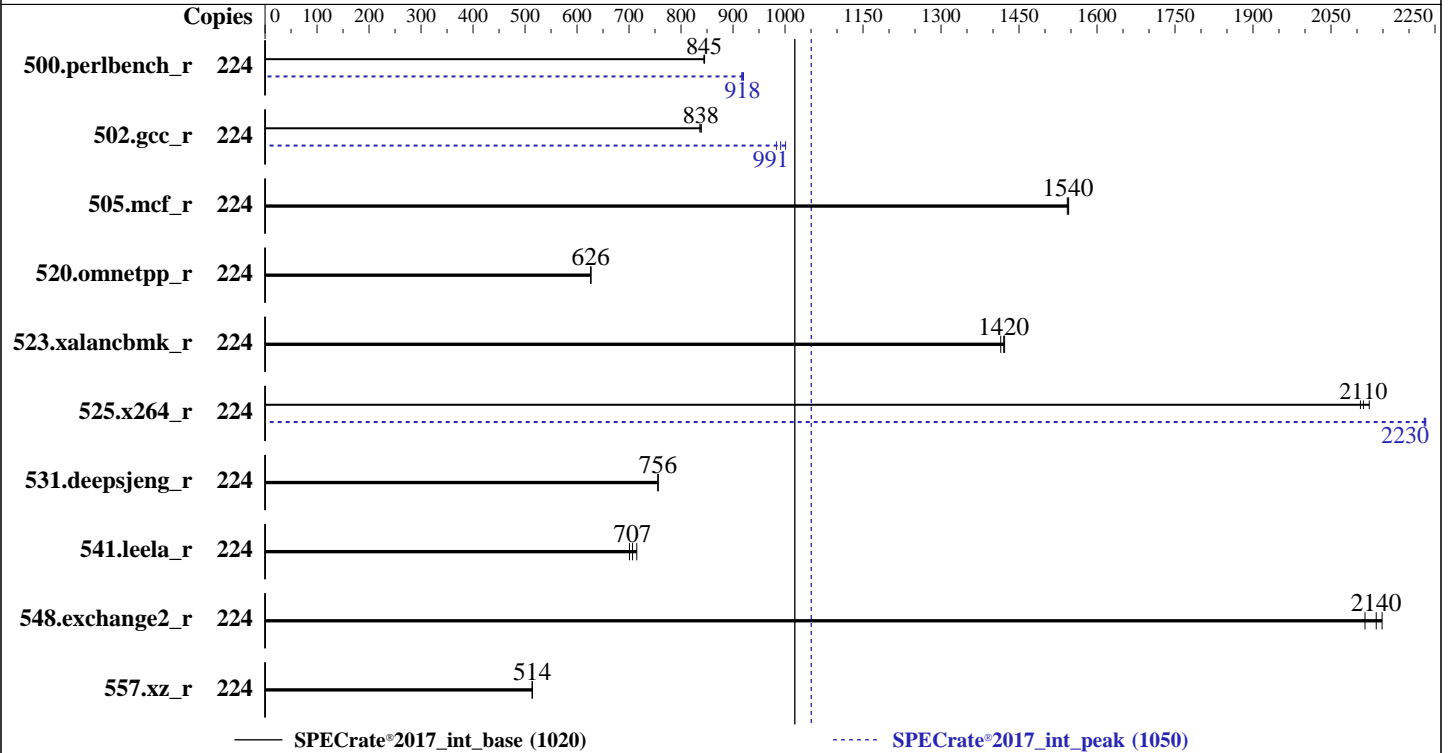 Copies 0 100 200 300 400 500 600 700 800 900 1000 1150 1300 1450 1600 1750 1900 2050 2250
845
500.perlbench_r 224
918
838
502.gcc_r 224
991
1540
505.mcf_r 224
626
520.omnetpp_r 224
1420
523.xalancbmk_r 224
2110
525.x264_r 224
2230
756
531.deepsjeng_r 224
707
541.leela_r 224
2140
548.exchange2_r 224
514
557.xz_r 224
SPECrate®2017_int_base (1020) SPECrate®2017_int_peak (1050)